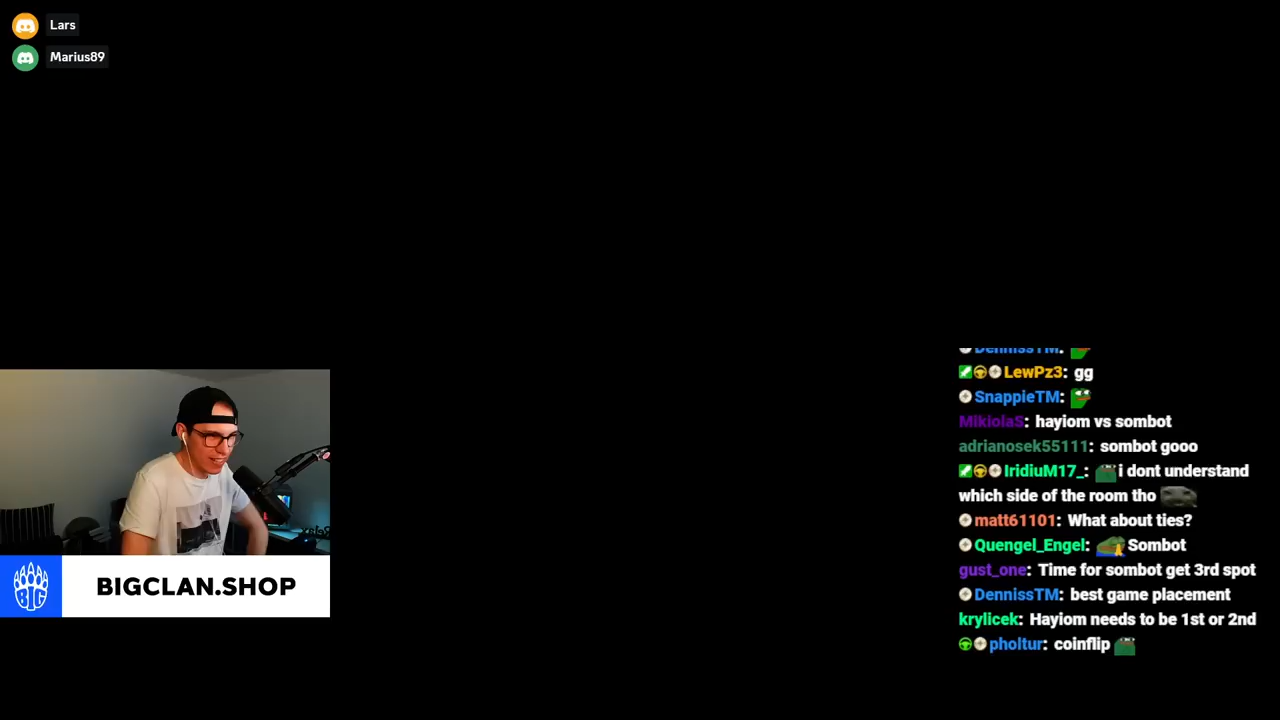 Lars
Marius89
DennissTM:
LewPz3: gg
SnappieTM:
MikiolaS: hayiom vs sombot
adrianosek55111: sombot gooo
IridiuM17_: i dont understand
which side of the room tho
matt61101: What about ties?
Quengel_Engel: Sombot
gust_one: Time for sombot get 3rd spot
DennissTM: best game placement
krylicek: Hayiom needs to be 1st or 2nd
pholtur: coinflip
BIG
BIGCLAN.SHOP